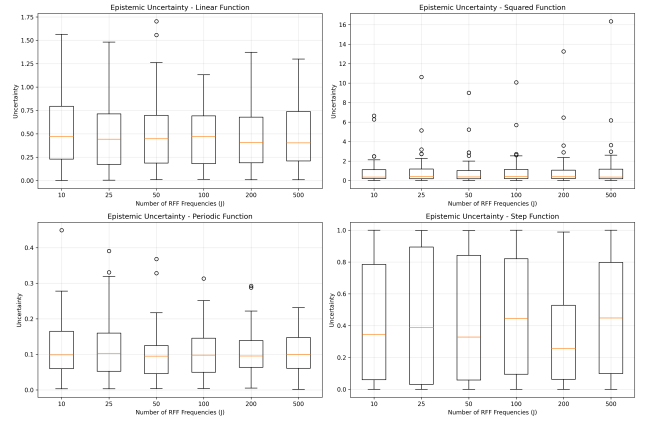 Epistemic Uncertainty - Linear Function
Uncertainty
1.75
1.50
1.25
1.00
0.75
0.50
0.25
0.00
10 25 50 100 200 500
Number of RFF Frequencies (J)
Epistemic Uncertainty - Squared Function
Uncertainty
16
14
12
10
8
6
4
2
0
10 25 50 100 200 500
Number of RFF Frequencies (J)
Epistemic Uncertainty - Periodic Function
Uncertainty
0.4
0.3
0.2
0.1
0.0
10 25 50 100 200 500
Number of RFF Frequencies (J)
Epistemic Uncertainty - Step Function
Uncertainty
1.0
0.8
0.6
0.4
0.2
0.0
10 25 50 100 200 500
Number of RFF Frequencies (J)